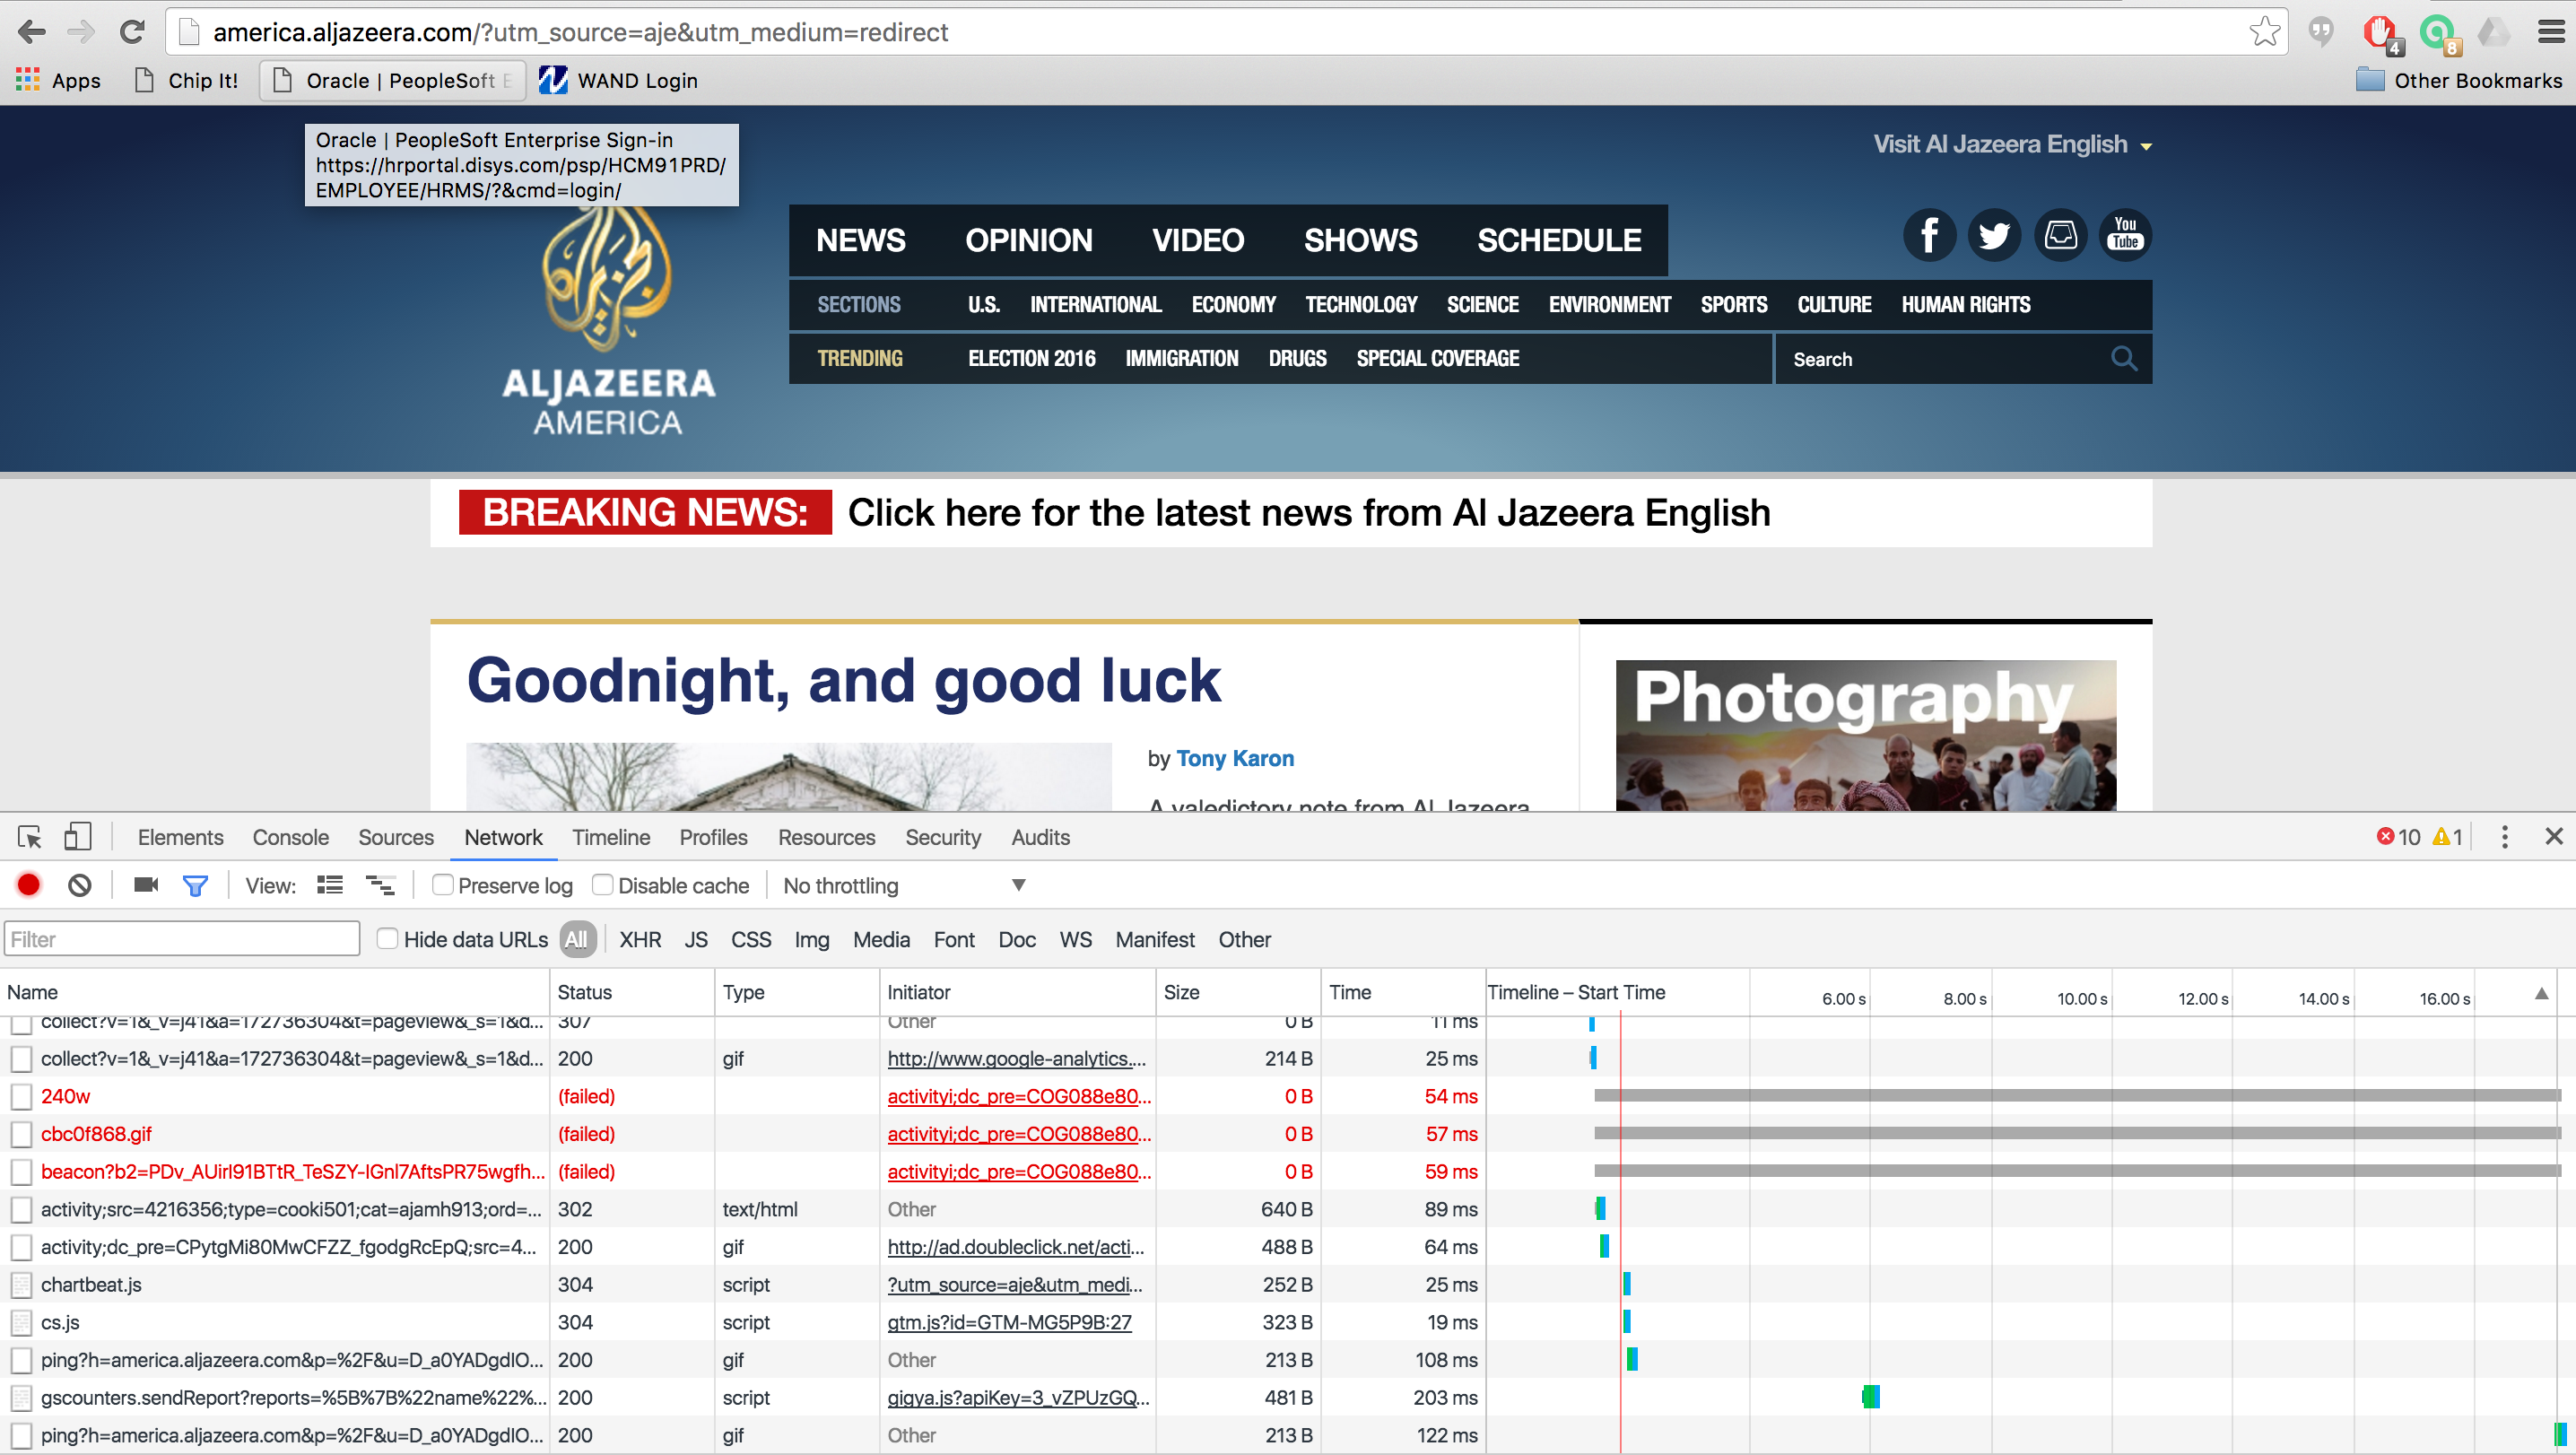 america.aljazeera.com/?utm_source=aje&utm_medium=redirect
4
8
Apps
Chip It!
Oracle | PeopleSoft E
WAND Login
Other Bookmarks
Oracle | PeopleSoft Enterprise Sign-in
https://hrportal.disys.com/psp/HCM91PRD/
EMPLOYEE/HRMS/?&cmd=login/
Visit Al Jazeera English
NEWS OPINION VIDEO SHOWS SCHEDULE
You
Tube
SECTIONS U.S. INTERNATIONAL ECONOMY TECHNOLOGY SCIENCE ENVIRONMENT SPORTS CULTURE HUMAN RIGHTS
TRENDING ELECTION 2016 IMMIGRATION DRUGS SPECIAL COVERAGE
Search
ALJAZEERA
AMERICA
BREAKING NEWS: Click here for the latest news from Al Jazeera English
Goodnight, and good luck
Photography
by Tony Karon
A valedictory note from Al Jazeera
Elements Console Sources Network Timeline Profiles Resources Security Audits
10 1
View: Preserve log Disable cache No throttling
Filter Hide data URLs All XHR JS CSS Img Media Font Doc WS Manifest Other
Name Status Type Initiator Size Time Timeline – Start Time 6.00 s 8.00 s 10.00 s 12.00 s 14.00 s 16.00 s
collect?v=1&_v=j41&a=172736304&t=pageview&_s=1&d... 307 Other 0 B 11 ms
collect?v=1&_v=j41&a=172736304&t=pageview&_s=1&d... 200 gif http://www.google-analytics.... 214 B 25 ms
240w (failed) activityi;dc_pre=COG088e80... 0 B 54 ms
cbc0f868.gif (failed) activityi;dc_pre=COG088e80... 0 B 57 ms
beacon?b2=PDv_AUirl91BTtR_TeSZY-IGnl7AftsPR75wgfh... (failed) activityi;dc_pre=COG088e80... 0 B 59 ms
activity;src=4216356;type=cooki501;cat=ajamh913;ord=... 302 text/html Other 640 B 89 ms
activity;dc_pre=CPytgMi80MwCFZZ_fgodgRcEpQ;src=4... 200 gif http://ad.doubleclick.net/acti... 488 B 64 ms
chartbeat.js 304 script ?utm_source=aje&utm_medi... 252 B 25 ms
cs.js 304 script gtm.js?id=GTM-MG5P9B:27 323 B 19 ms
ping?h=america.aljazeera.com&p=%2F&u=D_a0YADgdIO... 200 gif Other 213 B 108 ms
gscounters.sendReport?reports=%5B%7B%22name%22%... 200 script gigya.js?apiKey=3_vZPUzGQ... 481 B 203 ms
ping?h=america.aljazeera.com&p=%2F&u=D_a0YADgdIO... 200 gif Other 213 B 122 ms